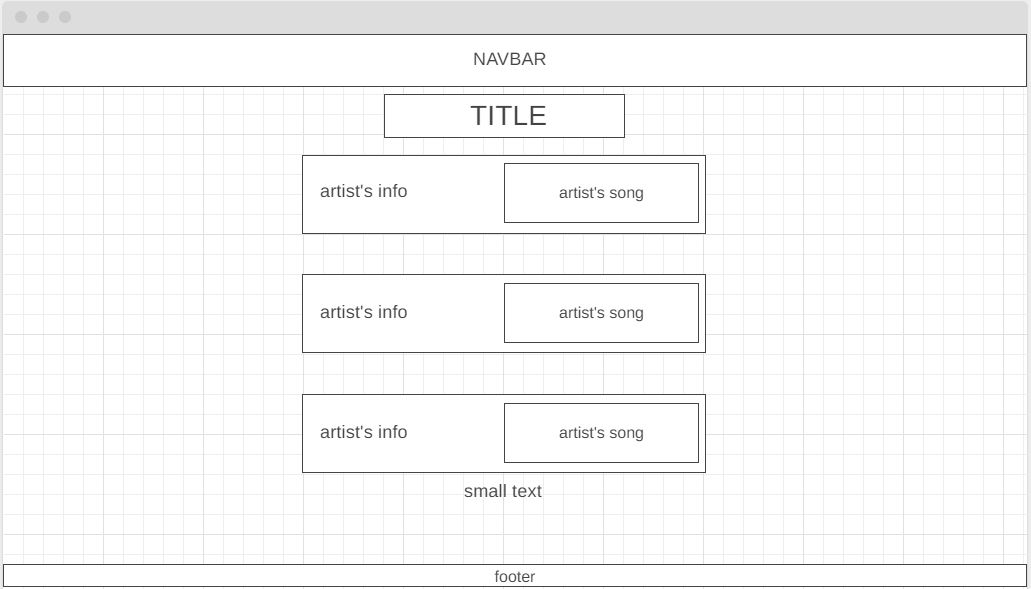 NAVBAR
TITLE
artist's info
artist's song
artist's info
artist's song
artist's info
artist's song
small text
footer